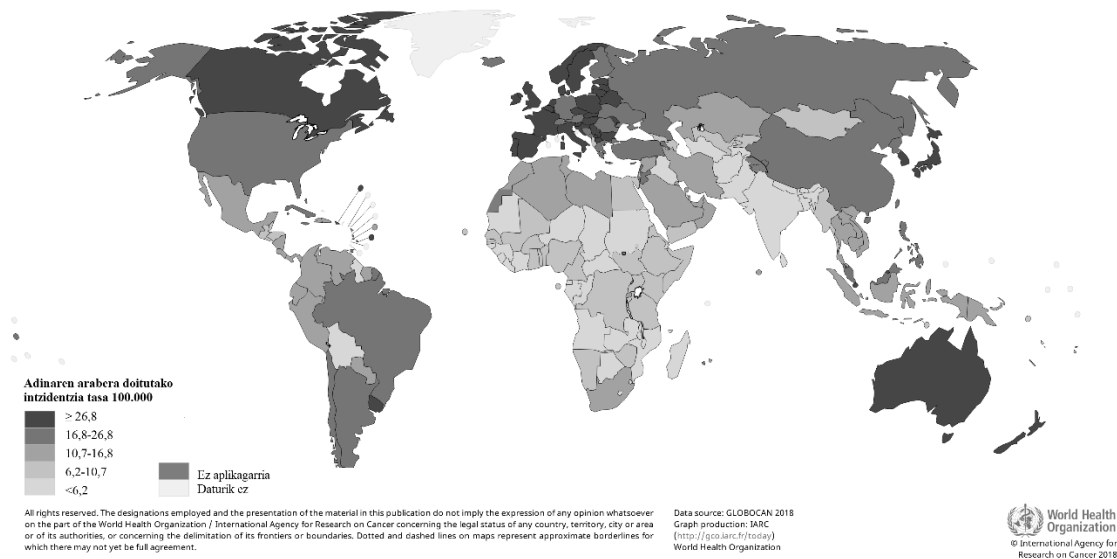 Adinaren arabera doitutako
intzidentzia tasa 100.000
> 26,8
16,8-26,8
10,7-16,8
6,2-10,7
<6,2
Ez aplikagarria
Daturik ez
All rights reserved. The designations employed and the presentation of the material in this publication do not imply the expression of any opinion whatsoever
on the part of the World Health Organization / International Agency for Research on Cancer concerning the legal status of any country, territory, city or area
or of its authorities, or concerning the delimitation of its frontiers or boundaries. Dotted and dashed lines on maps represent approximate borderlines for
which there may not yet be full agreement.
Data source: GLOBOCAN 2018
Graph production: IARC
(http://gco.iarc.fr/today)
World Health Organization
World Health
Organization
© International Agency for
Research on Cancer 2018